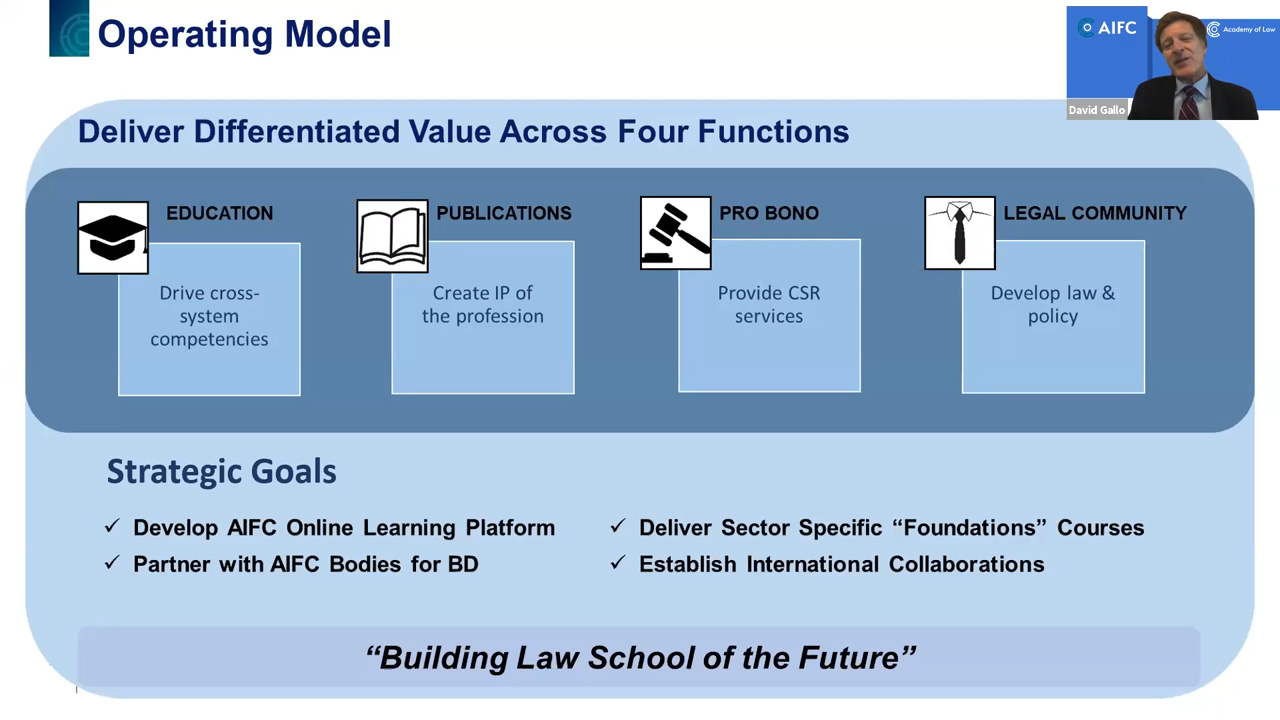 Operating Model
AIFC
Academy of Law
David Gallo
Deliver Differentiated Value Across Four Functions
EDUCATION
Drive cross-
system
competencies
PUBLICATIONS
Create IP of
the profession
PRO BONO
Provide CSR
services
LEGAL COMMUNITY
Develop law &
policy
Strategic Goals
✓ Develop AIFC Online Learning Platform
✓ Partner with AIFC Bodies for BD
✓ Deliver Sector Specific “Foundations” Courses
✓ Establish International Collaborations
“Building Law School of the Future”